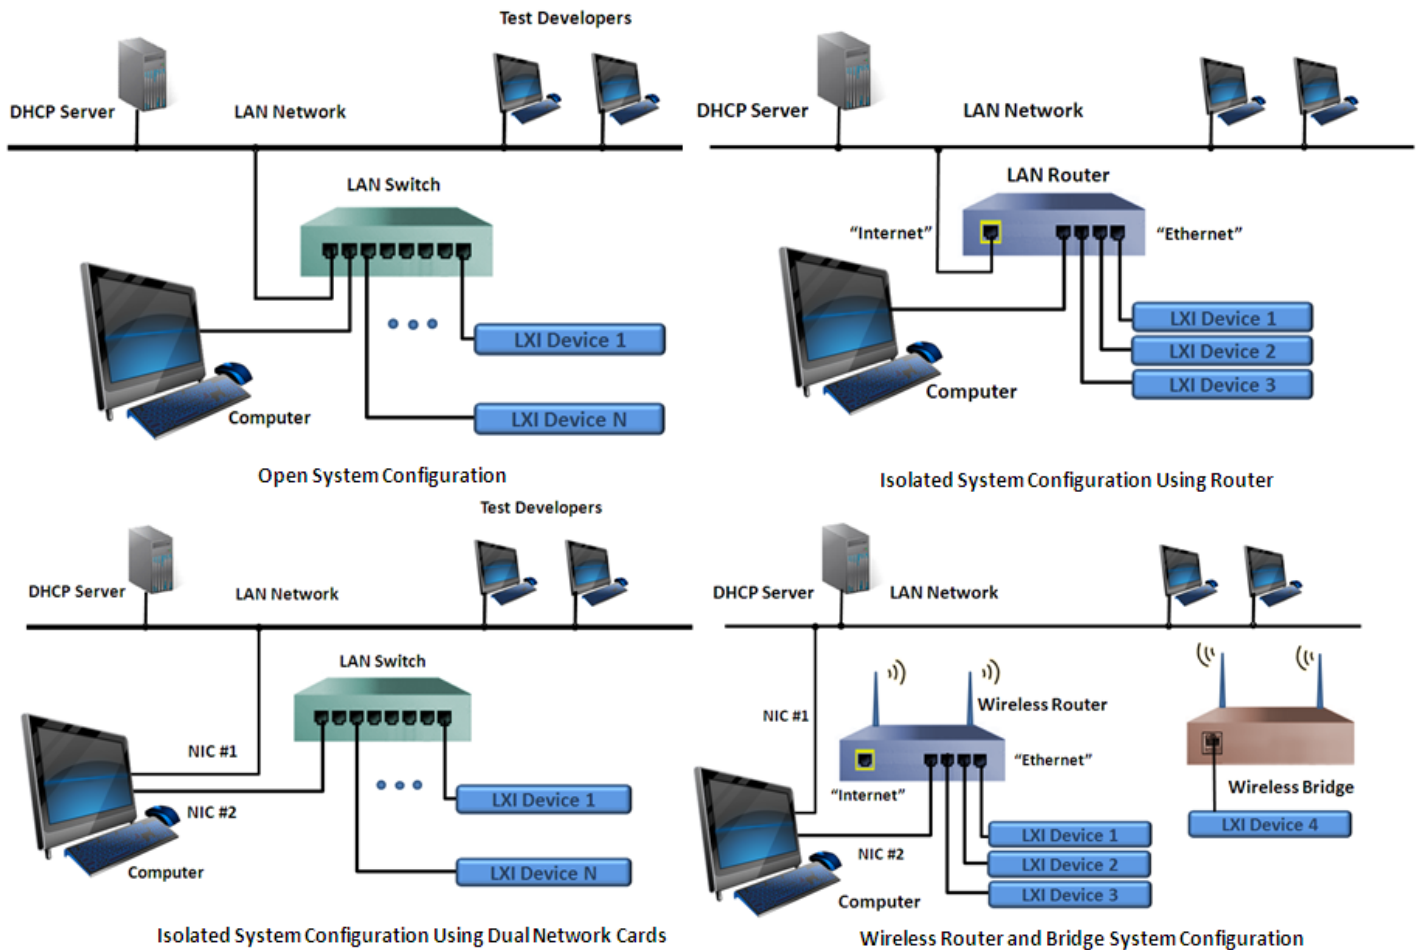 Test Developers
DHCP Server
LAN Network
LAN Switch
LXI Device 1
Computer
LXI Device N
Open System Configuration
DHCP Server
LAN Network
LAN Router
“Internet”
“Ethernet”
LXI Device 1
LXI Device 2
LXI Device 3
Computer
Isolated System Configuration Using Router
Test Developers
DHCP Server
LAN Network
LAN Switch
NIC #1
NIC #2
LXI Device 1
LXI Device N
Computer
Isolated System Configuration Using Dual Network Cards
DHCP Server
LAN Network
NIC #1
Wireless Router
“Ethernet”
“Internet”
Wireless Bridge
LXI Device 4
LXI Device 1
NIC #2
LXI Device 2
LXI Device 3
Computer
Wireless Router and Bridge System Configuration